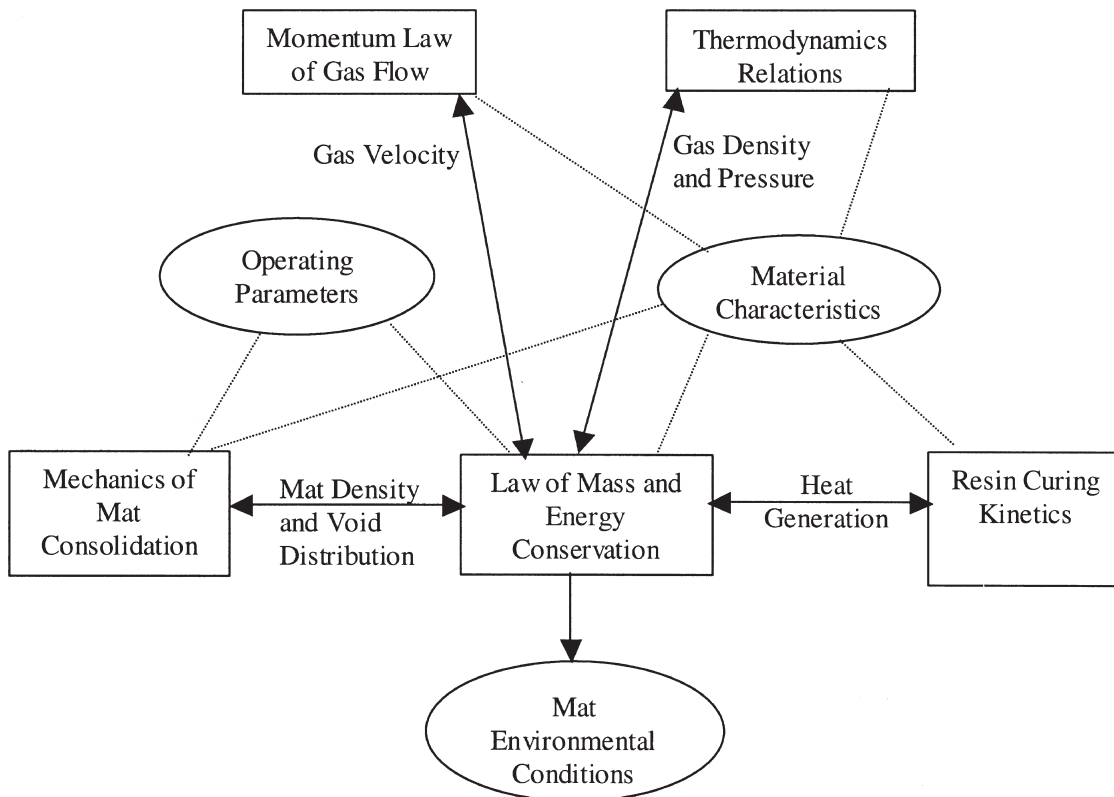 Momentum Law
of Gas Flow
Thermodynamics
Relations
Gas Velocity
Gas Density
and Pressure
Operating
Parameters
Material
Characteristics
Mechanics of
Mat
Consolidation
Mat Density
and Void
Distribution
Law of Mass and
Energy
Conservation
Heat
Generation
Resin Curing
Kinetics
Mat
Environmental
Conditions